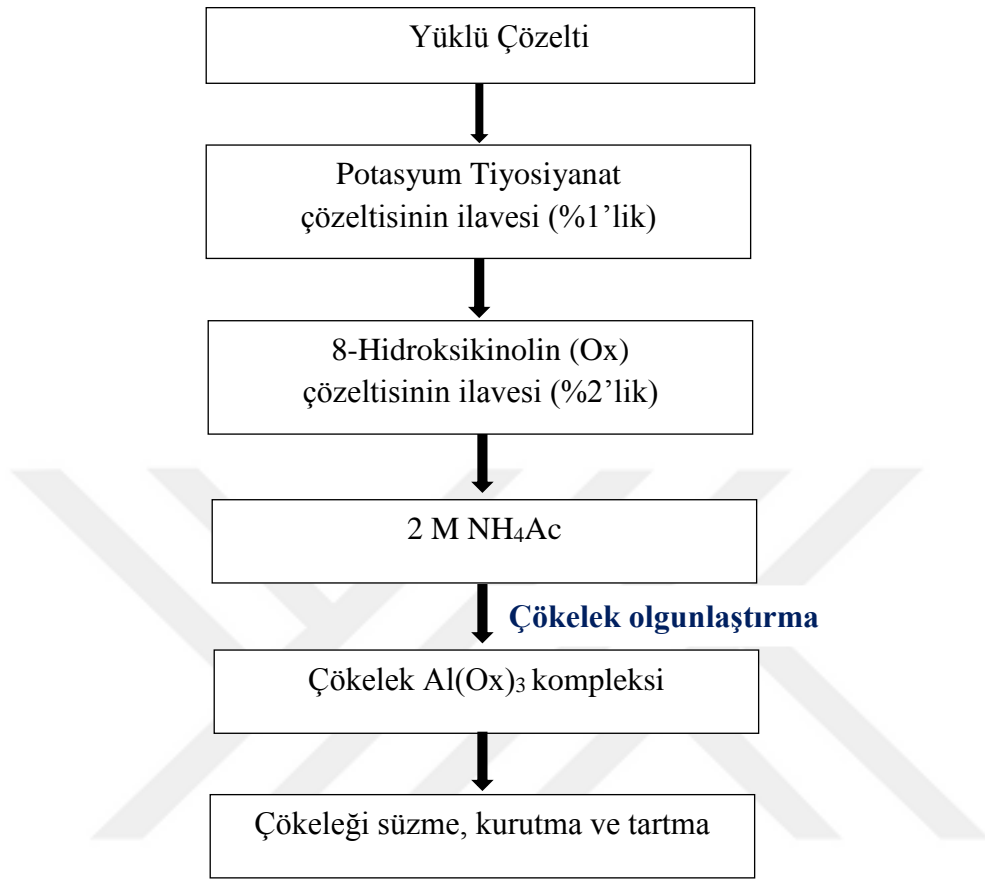 Yüklü Çözelti
Potasyum Tiyosiyanat
çözeltisinin ilavesi (%1’lik)
8-Hidroksikinolin (Ox)
çözeltisinin ilavesi (%2’lik)
2 M NH₄Ac
Çökelek olgunlaştırma
Çökelek Al(Ox)₃ kompleksi
Çökeleği süzme, kurutma ve tartma